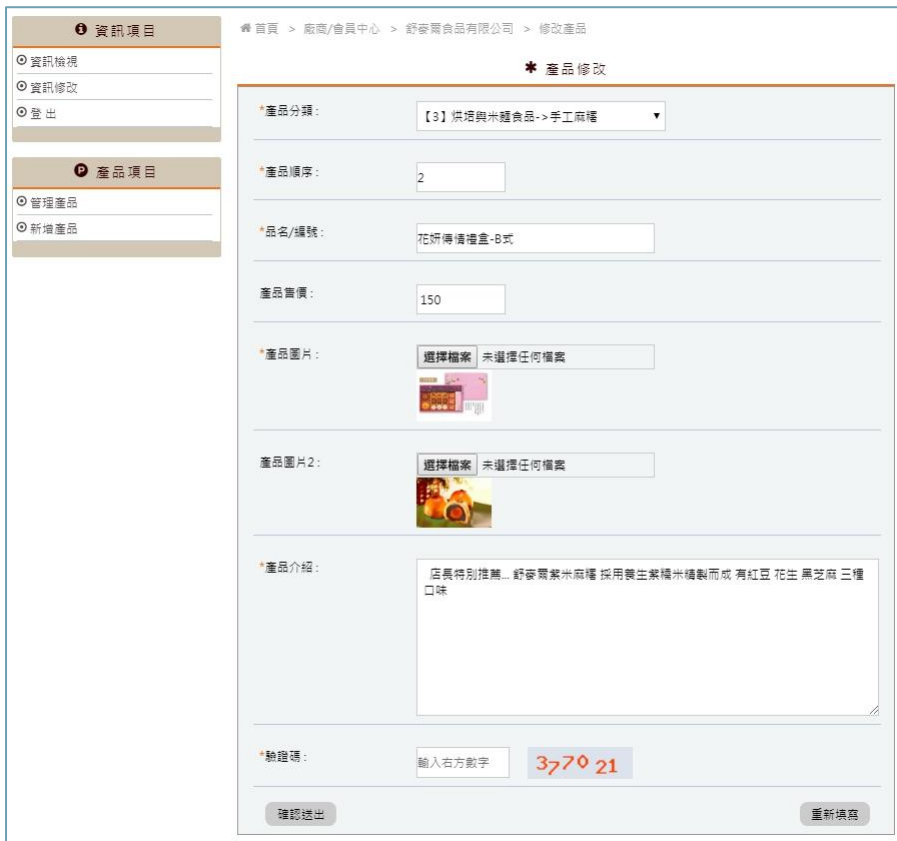 資訊項目
資訊檢視
資訊修改
登出
產品項目
管理產品
新增產品
首頁 > 廠商/會員中心 > 舒麥爾食品有限公司 > 修改產品
* 產品修改
*產品分類:
【3】烘焙與米麵食品->手工麻糬
*產品順序:
2
*品名/編號:
花妍傳情禮盒-B式
產品售價:
150
*產品圖片:
選擇檔案 未選擇任何檔案
產品圖片2:
選擇檔案 未選擇任何檔案
*產品介紹:
店長特別推薦... 舒麥爾紫米麻糬 採用養生紫糯米精製而成 有紅豆 花生 黑芝麻 三種
口味
*驗證碼:
輸入右方數字
377021
確認送出
重新填寫